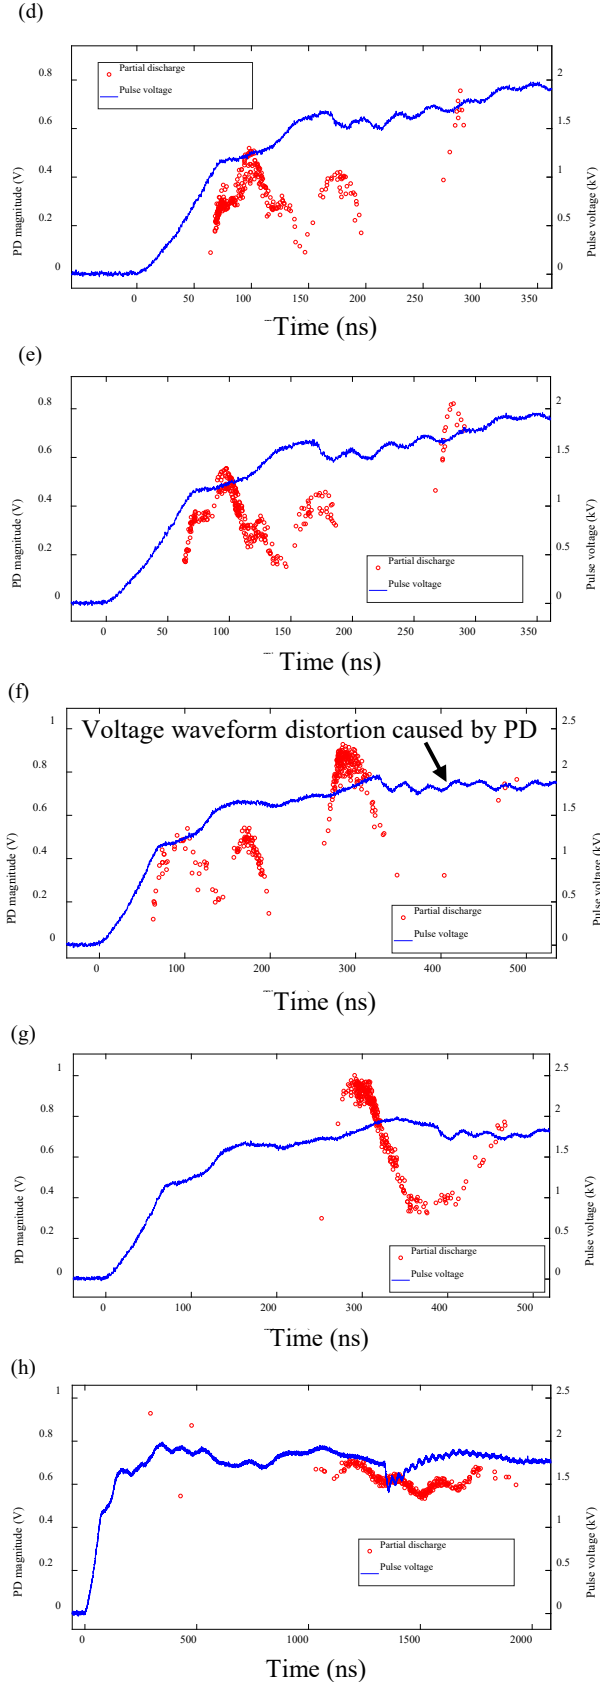 (d)
0.8
0.6
0.4
0.2
0
PD magnitude (V)
Partial discharge
Pulse voltage
2
1.5
1
0.5
0
Pulse voltage (kV)
0 50 100 150 200 250 300 350
Time (ns)
(e)
0.8
0.6
0.4
0.2
0
PD magnitude (V)
Partial discharge
Pulse voltage
2
1.5
1
0.5
0
Pulse voltage (kV)
0 50 100 150 200 250 300 350
Time (ns)
(f)
Voltage waveform distortion caused by PD
1
0.8
0.6
0.4
0.2
0
PD magnitude (V)
Partial discharge
Pulse voltage
2.5
2
1.5
1
0.5
0
Pulse voltage (kV)
0 100 200 300 400 500
Time (ns)
(g)
1
0.8
0.6
0.4
0.2
0
PD magnitude (V)
Partial discharge
Pulse voltage
2.5
2
1.5
1
0.5
0
Pulse voltage (kV)
0 100 200 300 400 500
Time (ns)
(h)
1
0.8
0.6
0.4
0.2
0
PD magnitude (V)
Partial discharge
Pulse voltage
2.5
2
1.5
1
0.5
0
Pulse voltage (kV)
0 500 1000 1500 2000
Time (ns)